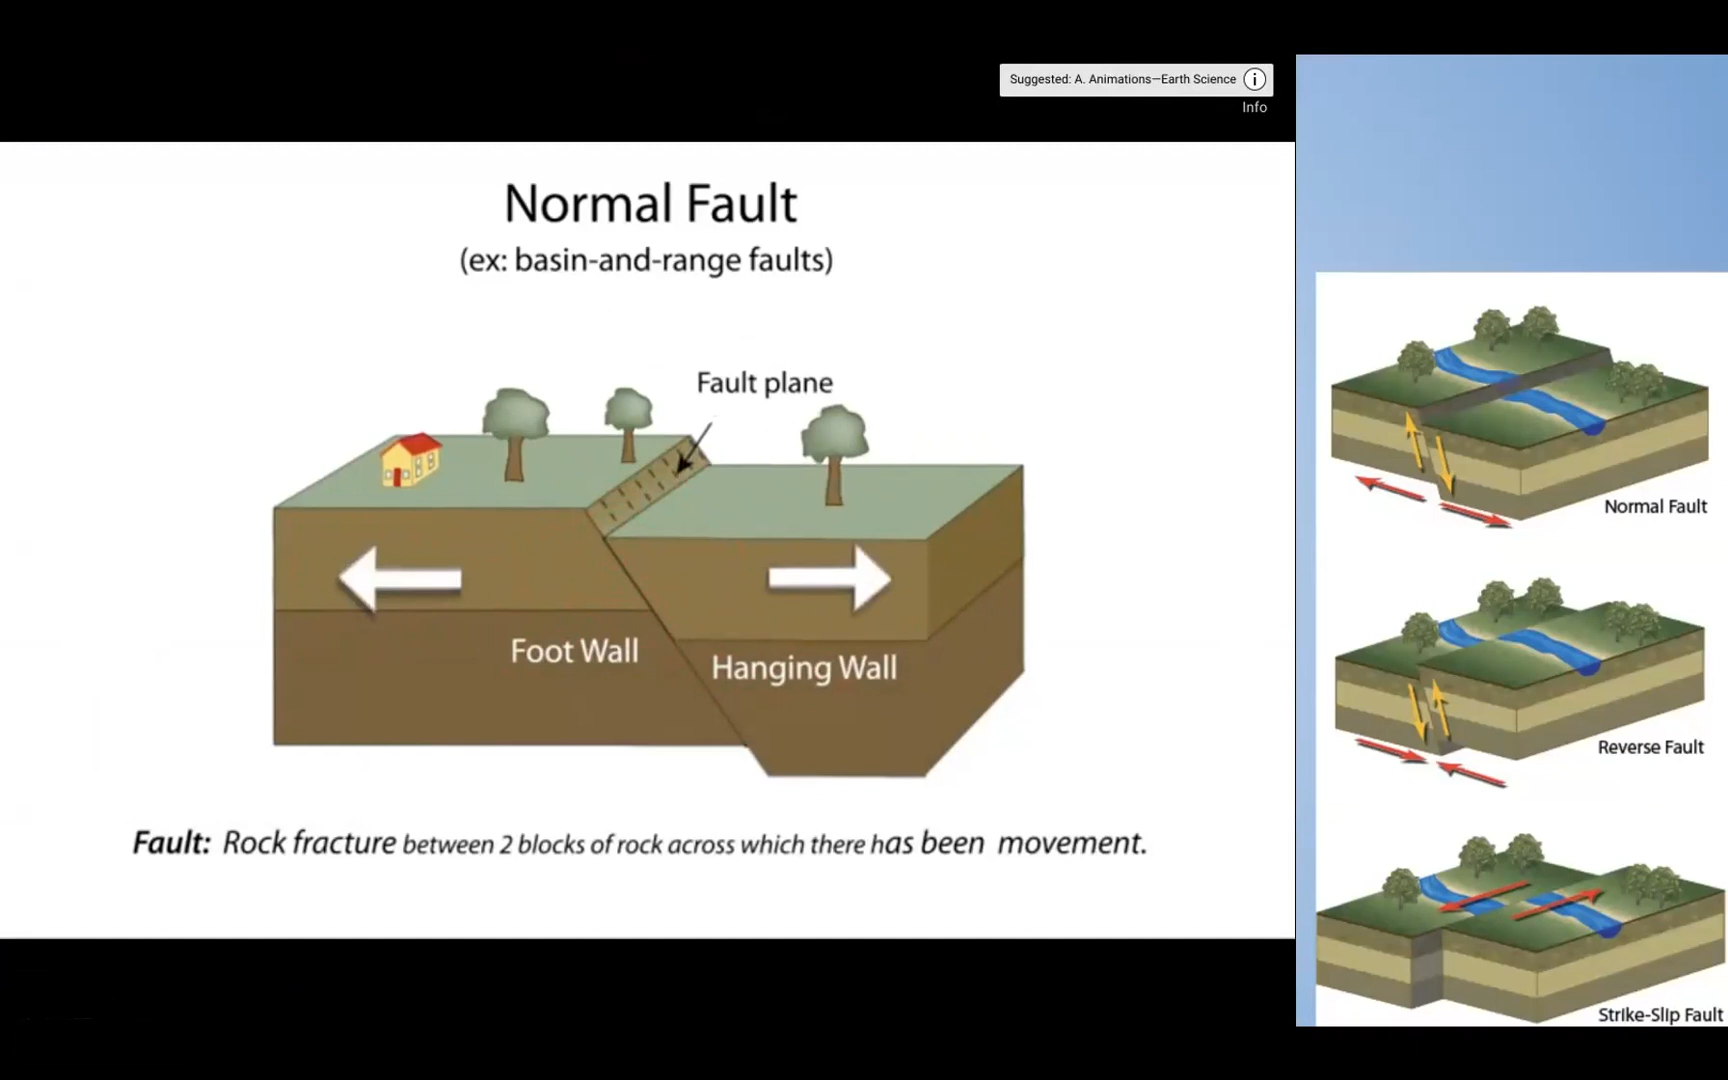 Suggested: A. Animations—Earth Science
Info
Normal Fault
(ex: basin-and-range faults)
Fault plane
Foot Wall
Hanging Wall
Fault: Rock fracture between 2 blocks of rock across which there has been movement.
Normal Fault
Reverse Fault
Strike-Slip Fault